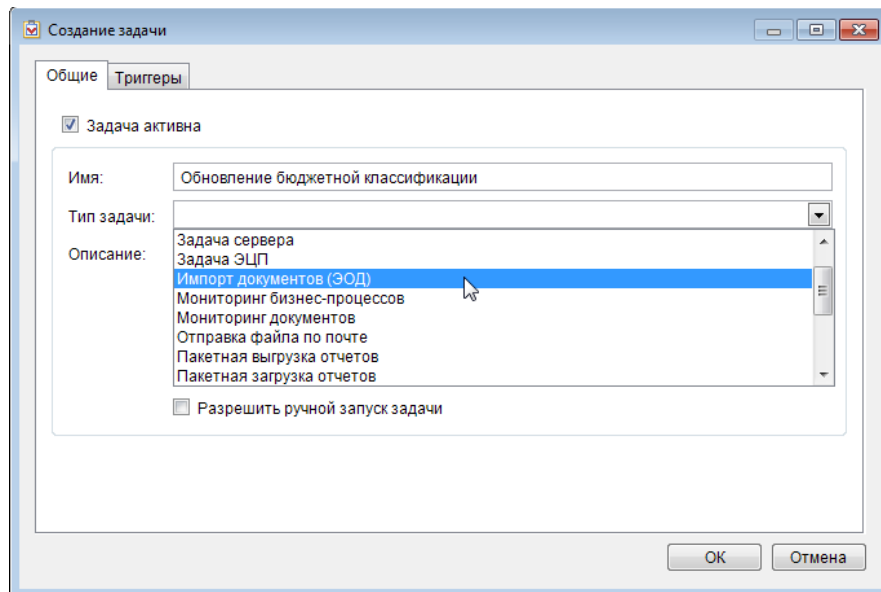 Создание задачи
Общие Триггеры
Задача активна
Имя: Обновление бюджетной классификации
Тип задачи:
Описание:
Задача сервера
Задача ЭЦП
Импорт документов (ЭОД)
Мониторинг бизнес-процессов
Мониторинг документов
Отправка файла по почте
Пакетная выгрузка отчетов
Пакетная загрузка отчетов
Разрешить ручной запуск задачи
ОК Отмена